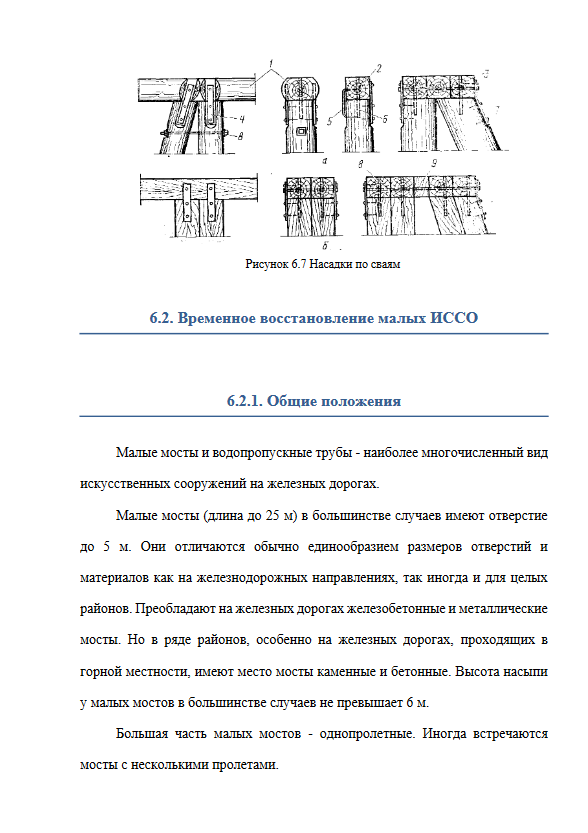 1
2
3
4
8
5
6
7
а
8
9
б
Рисунок 6.7 Насадки по сваям
6.2. Временное восстановление малых ИССО
6.2.1. Общие положения
Малые мосты и водопропускные трубы - наиболее многочисленный вид
искусственных сооружений на железных дорогах.
Малые мосты (длина до 25 м) в большинстве случаев имеют отверстие
до 5 м. Они отличаются обычно единообразием размеров отверстий и
материалов как на железнодорожных направлениях, так иногда и для целых
районов. Преобладают на железных дорогах железобетонные и металлические
мосты. Но в ряде районов, особенно на железных дорогах, проходящих в
горной местности, имеют место мосты каменные и бетонные. Высота насыпи
у малых мостов в большинстве случаев не превышает 6 м.
Большая часть малых мостов - однопролетные. Иногда встречаются
мосты с несколькими пролетами.